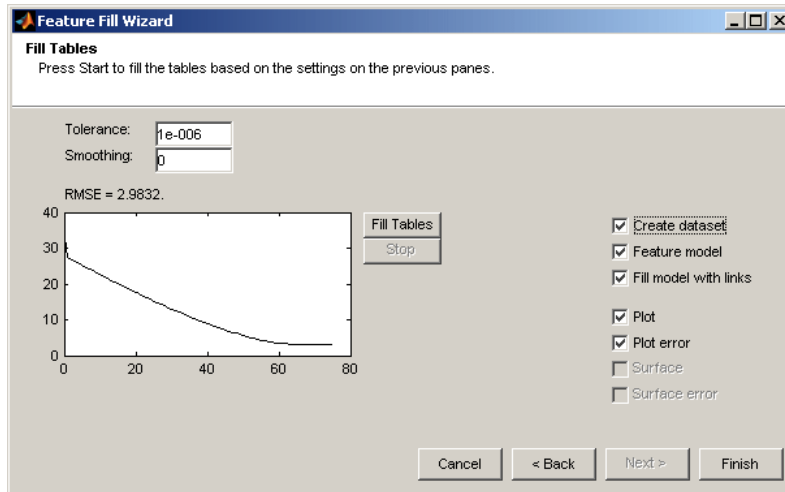 Feature Fill Wizard
Fill Tables
Press Start to fill the tables based on the settings on the previous panes.
Tolerance: 1e-006
Smoothing: 0
RMSE = 2.9832.
40
30
20
10
0
0 20 40 60 80
Fill Tables
Stop
Create dataset
Feature model
Fill model with links
Plot
Plot error
Surface
Surface error
Cancel < Back Next > Finish